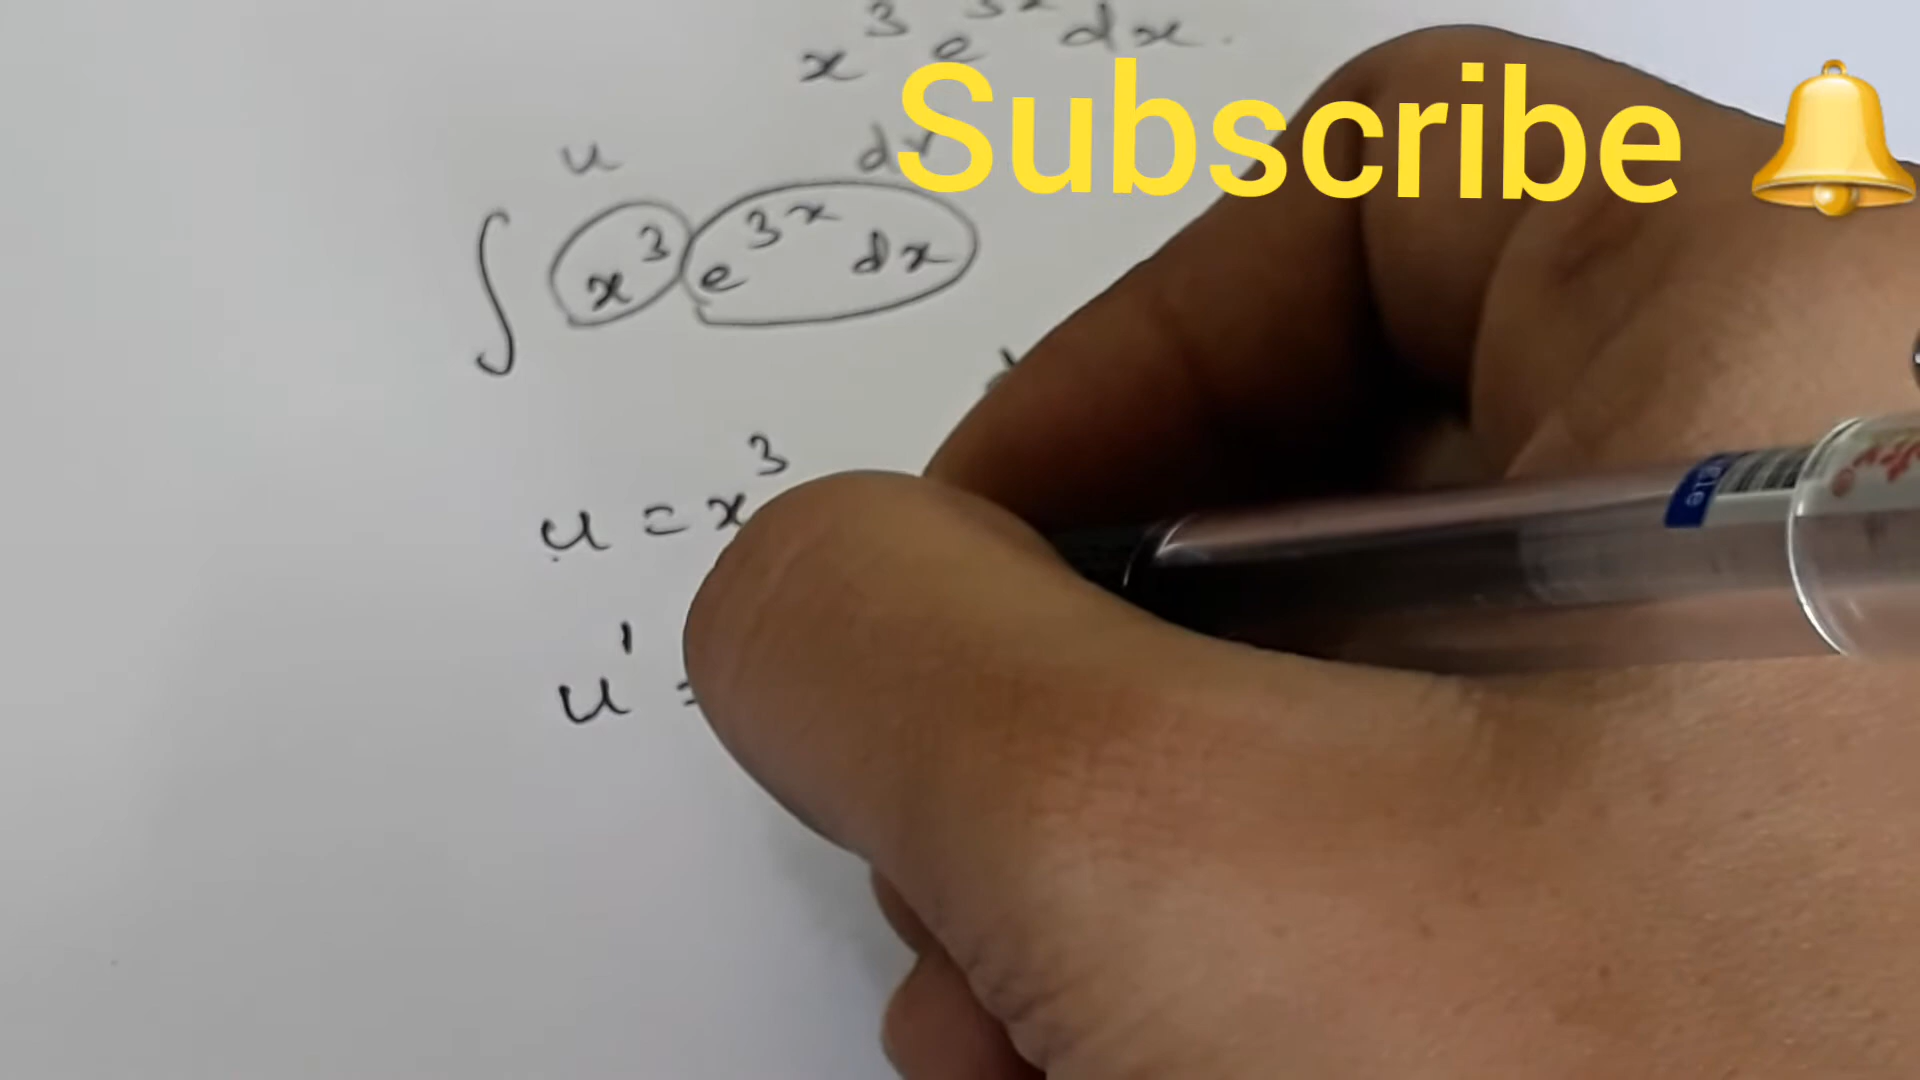 x³ e³ˣ dx.
Subscribe 🔔
u dv
∫ x³ e³ˣ dx
u = x³
u' =